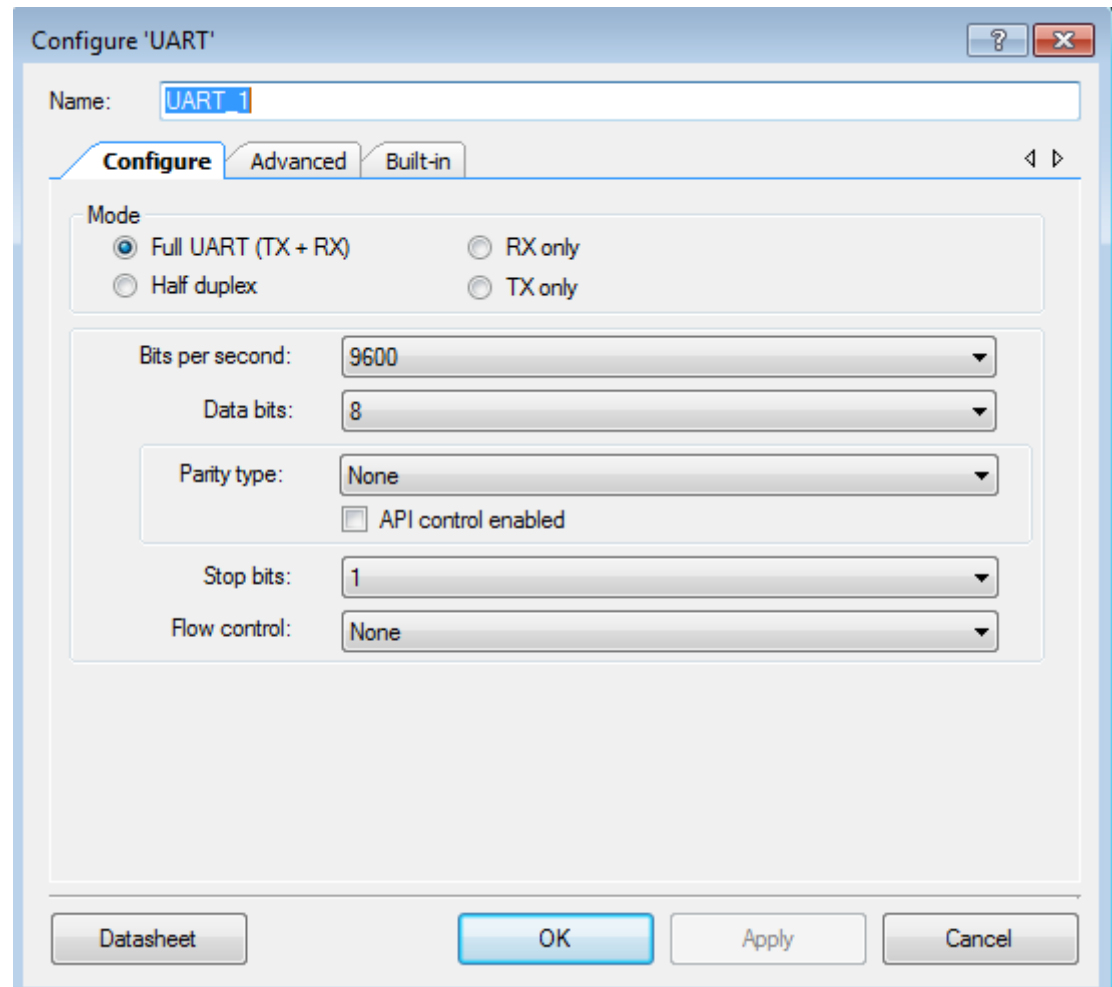 Configure 'UART'
Name: UART_1
Configure Advanced Built-in
Mode
Full UART (TX + RX) RX only
Half duplex TX only
Bits per second: 9600
Data bits: 8
Parity type: None
API control enabled
Stop bits: 1
Flow control: None
Datasheet OK Apply Cancel